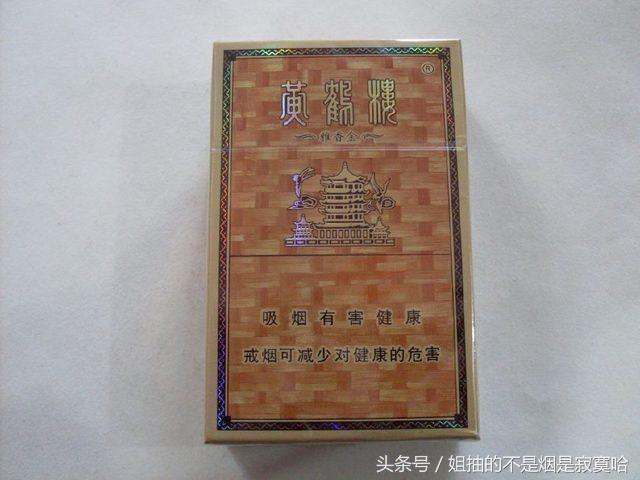 黄鹤楼®
雅香金
吸烟有害健康
戒烟可减少对健康的危害
头条号／姐抽的不是烟是寂寞哈